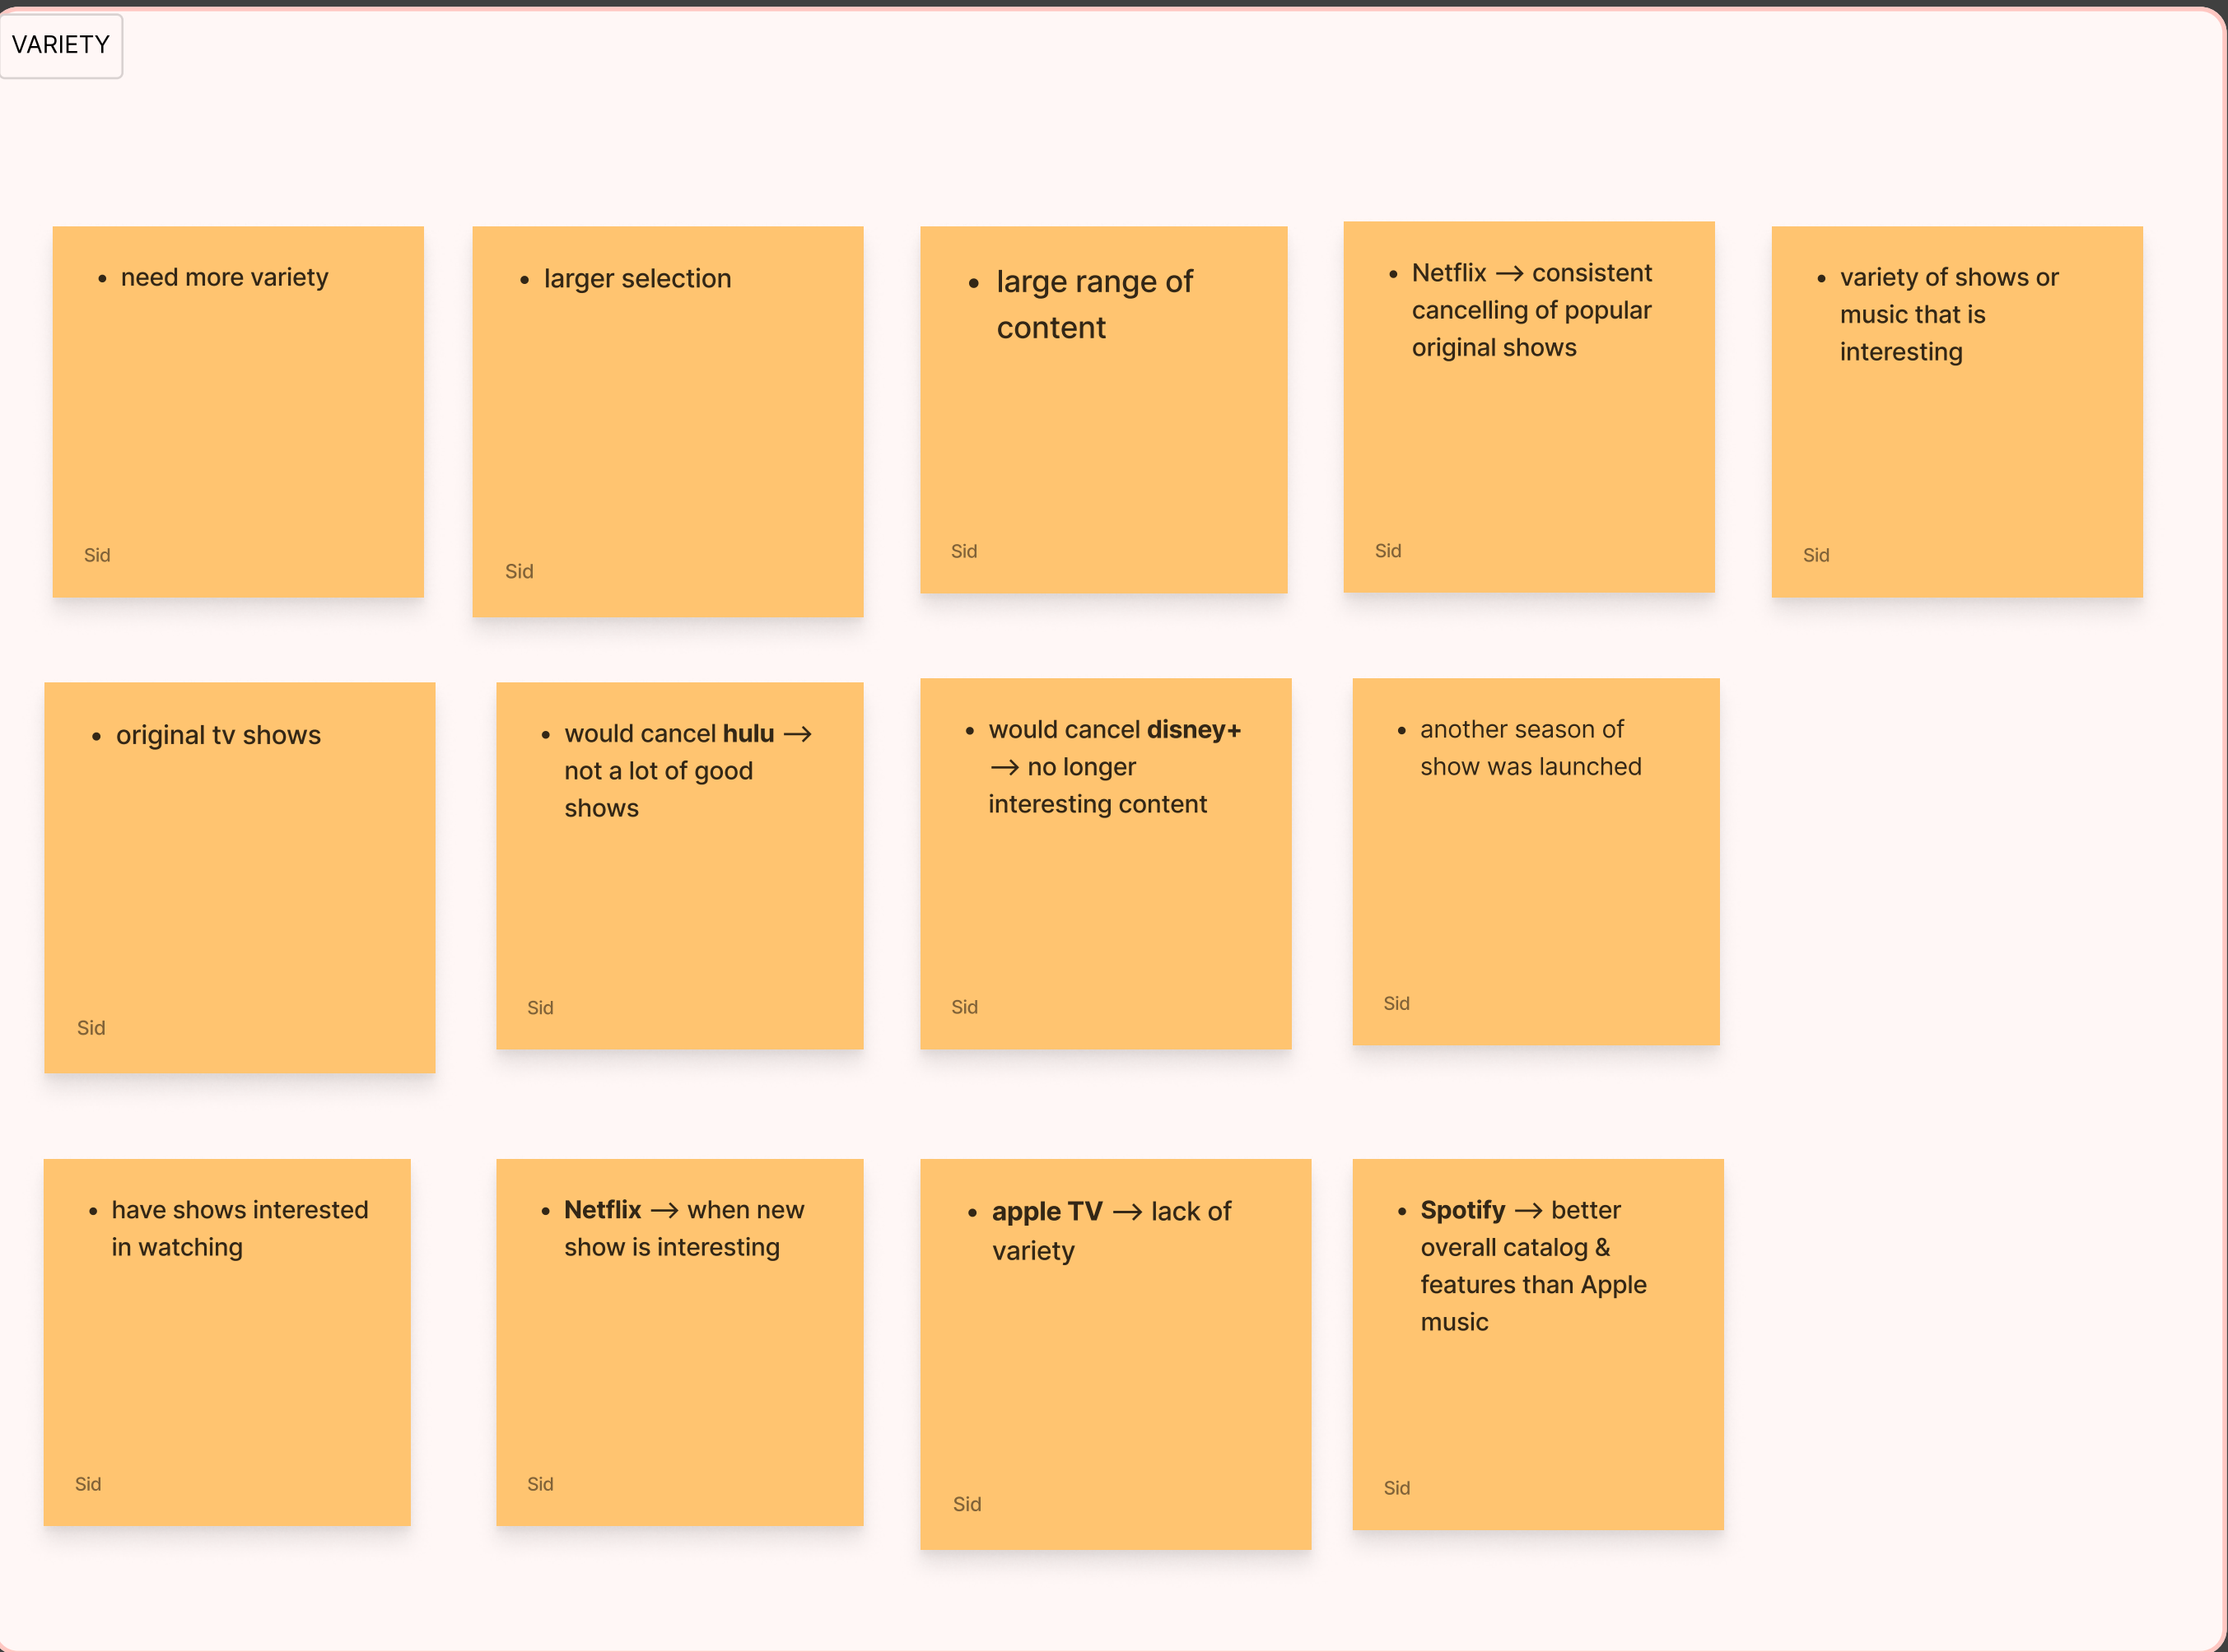 VARIETY
• need more variety
Sid
• larger selection
Sid
• large range of
content
Sid
• Netflix → consistent
cancelling of popular
original shows
Sid
• variety of shows or
music that is
interesting
Sid
• original tv shows
Sid
• would cancel hulu →
not a lot of good
shows
Sid
• would cancel disney+
→ no longer
interesting content
Sid
• another season of
show was launched
Sid
• have shows interested
in watching
Sid
• Netflix → when new
show is interesting
Sid
• apple TV → lack of
variety
Sid
• Spotify → better
overall catalog &
features than Apple
music
Sid